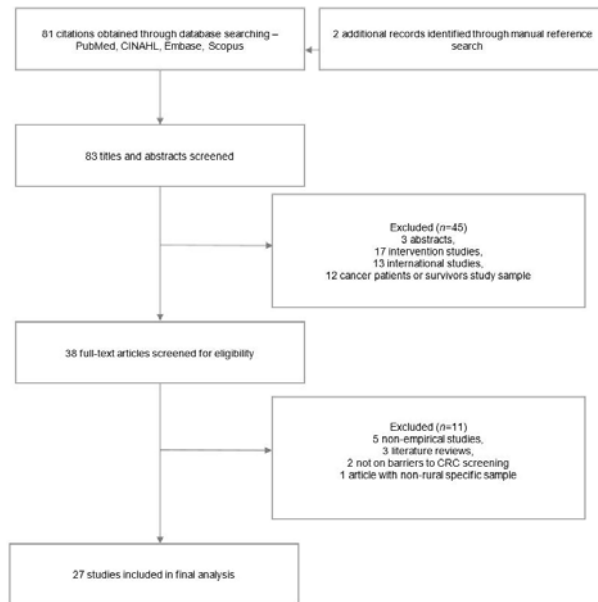 81 citations obtained through database searching –
PubMed, CINAHL, Embase, Scopus
2 additional records identified through manual reference
search
83 titles and abstracts screened
Excluded (n=45)
3 abstracts,
17 intervention studies,
13 international studies,
12 cancer patients or survivors study sample
38 full-text articles screened for eligibility
Excluded (n=11)
5 non-empirical studies,
3 literature reviews,
2 not on barriers to CRC screening
1 article with non-rural specific sample
27 studies included in final analysis